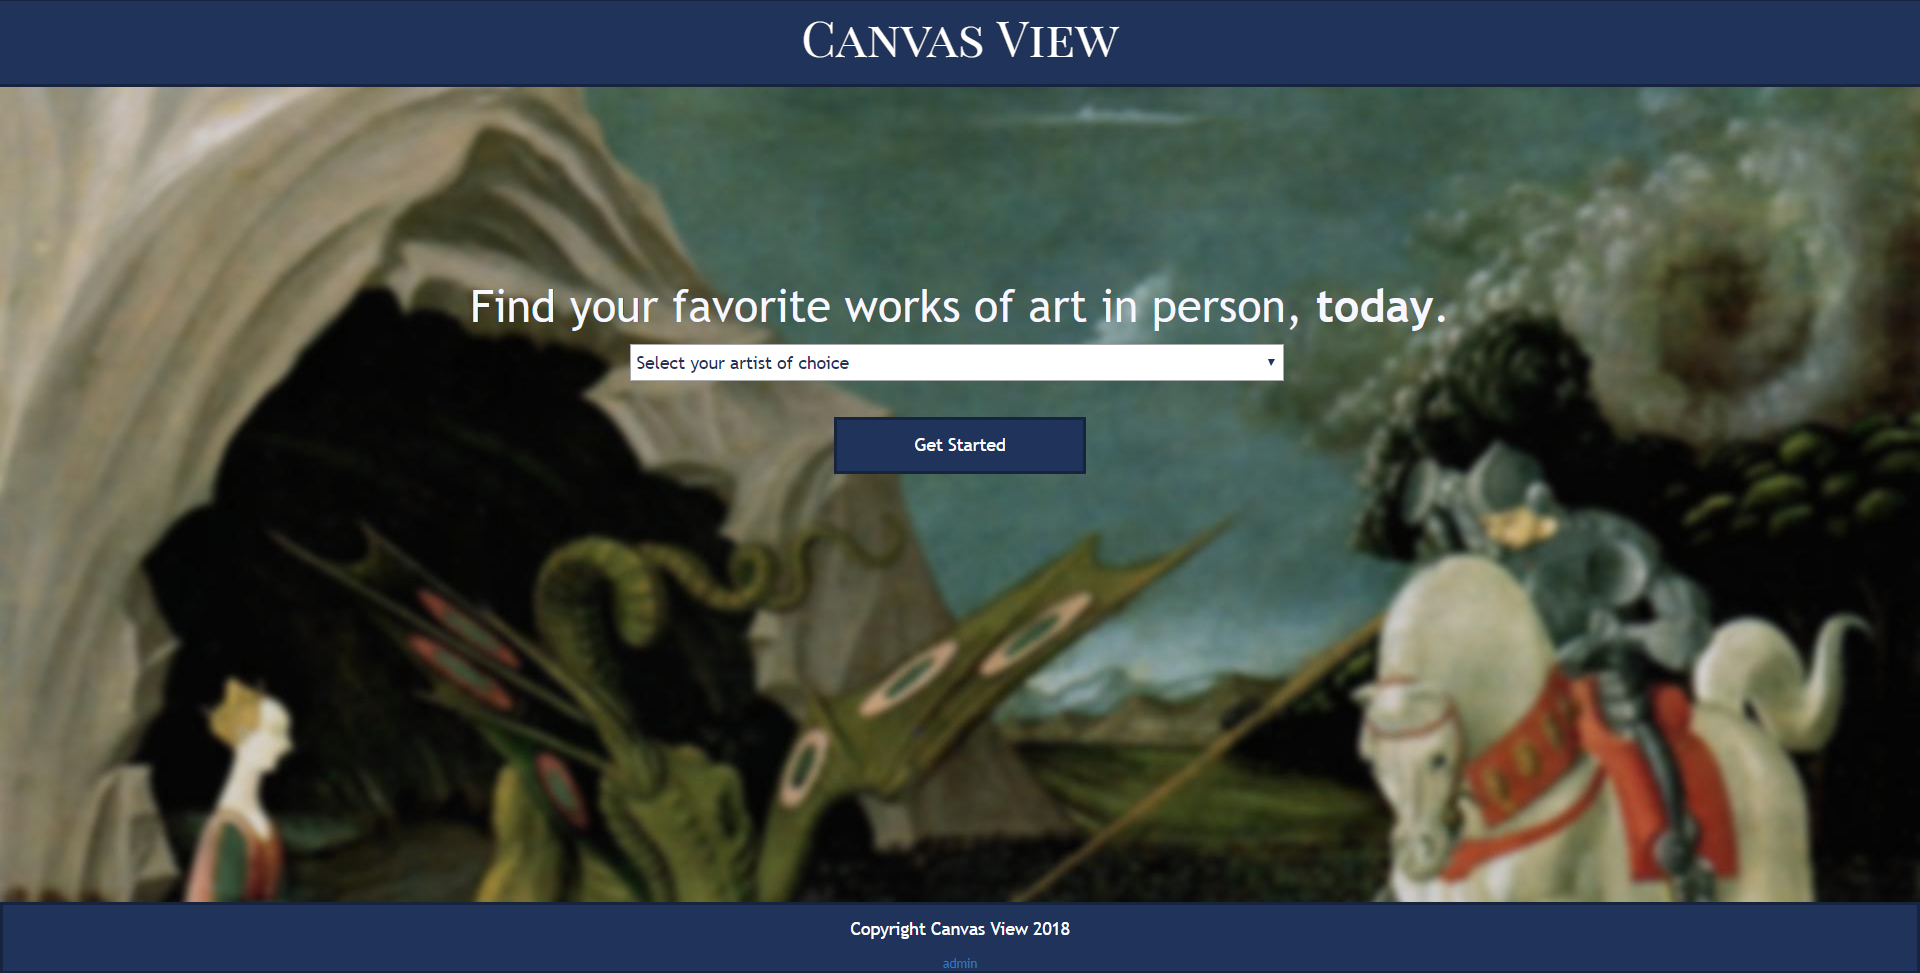 Canvas View
Find your favorite works of art in person, today.
Select your artist of choice
Get Started
Copyright Canvas View 2018
admin